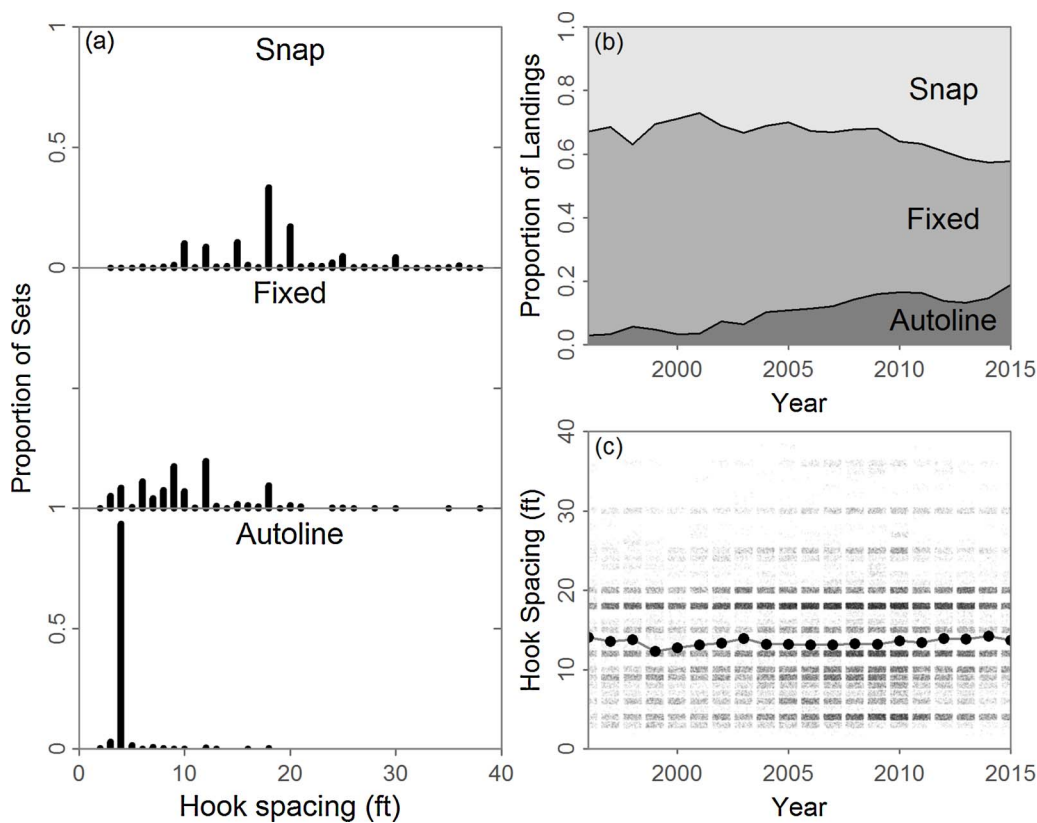 (a)
Snap
1
0.5
0
Fixed
1
Autoline
0.5
0
Proportion of Sets
0 10 20 30 40
Hook spacing (ft)
(b)
1.0
0.8
0.6
0.4
0.2
0.0
Proportion of Landings
Snap
Fixed
Autoline
2000 2005 2010 2015
Year
(c)
40
30
20
10
0
Hook Spacing (ft)
2000 2005 2010 2015
Year